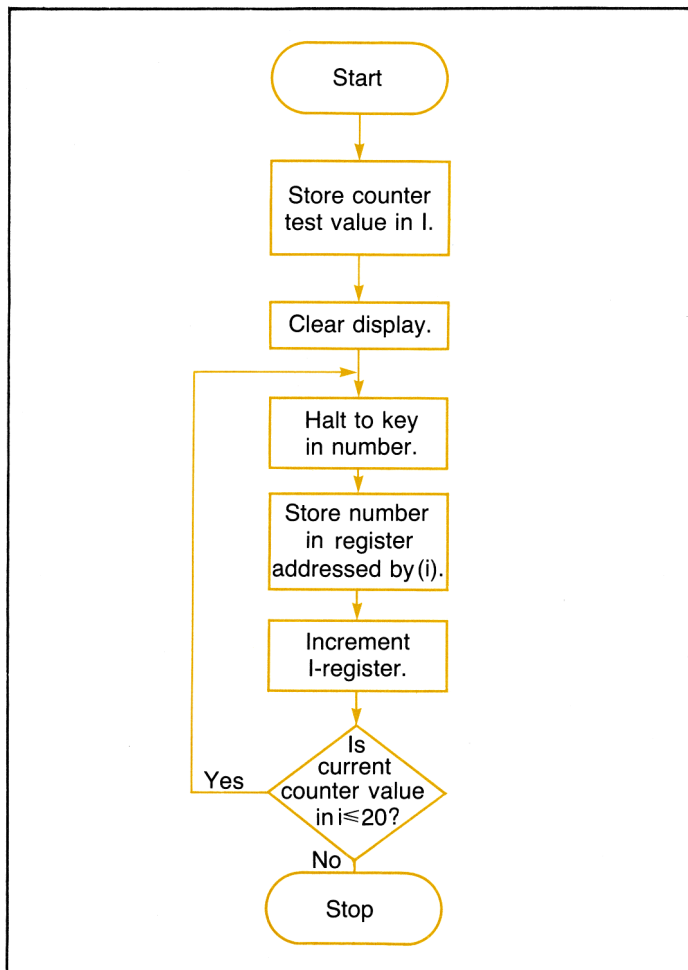 Start
Store counter
test value in I.
Clear display.
Halt to key
in number.
Store number
in register
addressed by (i).
Increment
I-register.
Is
current
counter value
in i≤20?
Yes
No
Stop